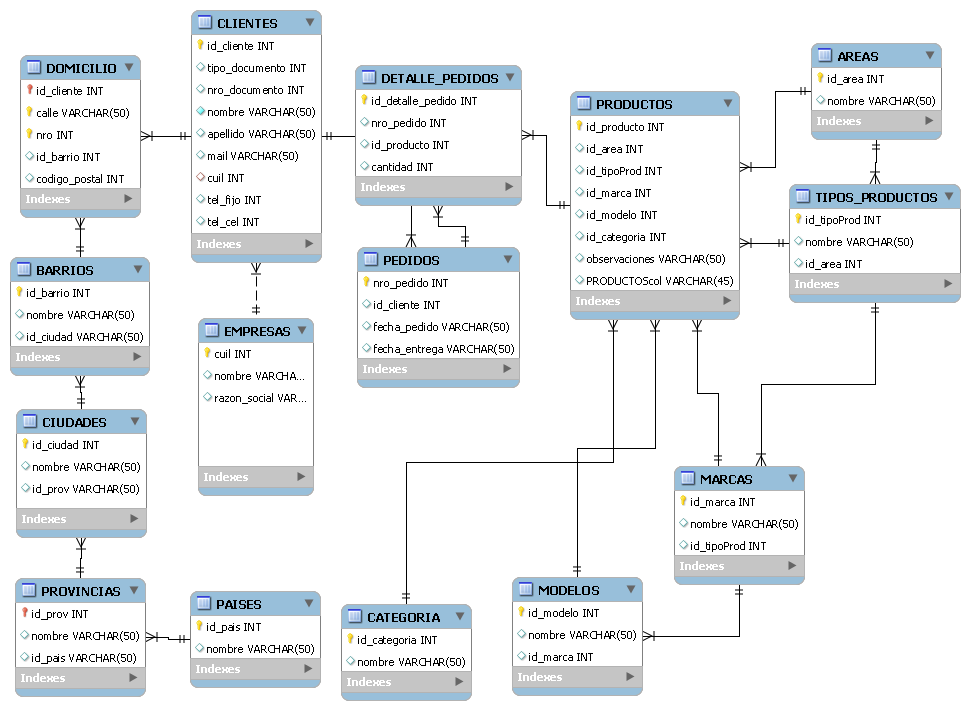 CLIENTES
id_cliente INT
tipo_documento INT
nro_documento INT
nombre VARCHAR(50)
apellido VARCHAR(50)
mail VARCHAR(50)
cuil INT
tel_fijo INT
tel_cel INT
Indexes
DOMICILIO
id_cliente INT
calle VARCHAR(50)
nro INT
id_barrio INT
codigo_postal INT
Indexes
DETALLE_PEDIDOS
id_detalle_pedido INT
nro_pedido INT
id_producto INT
cantidad INT
Indexes
PRODUCTOS
id_producto INT
id_area INT
id_tipoProd INT
id_marca INT
id_modelo INT
id_categoria INT
observaciones VARCHAR(50)
PRODUCTOScol VARCHAR(45)
Indexes
AREAS
id_area INT
nombre VARCHAR(50)
Indexes
TIPOS_PRODUCTOS
id_tipoProd INT
nombre VARCHAR(50)
id_area INT
Indexes
BARRIOS
id_barrio INT
nombre VARCHAR(50)
id_ciudad VARCHAR(50)
Indexes
EMPRESAS
cuil INT
nombre VARCHA...
razon_social VAR...
Indexes
PEDIDOS
nro_pedido INT
id_cliente INT
fecha_pedido VARCHAR(50)
fecha_entrega VARCHAR(50)
Indexes
CIUDADES
id_ciudad INT
nombre VARCHAR(50)
id_prov VARCHAR(50)
Indexes
MARCAS
id_marca INT
nombre VARCHAR(50)
id_tipoProd INT
Indexes
PROVINCIAS
id_prov INT
nombre VARCHAR(50)
id_pais VARCHAR(50)
Indexes
PAISES
id_pais INT
nombre VARCHAR(50)
Indexes
CATEGORIA
id_categoria INT
nombre VARCHAR(50)
Indexes
MODELOS
id_modelo INT
nombre VARCHAR(50)
id_marca INT
Indexes